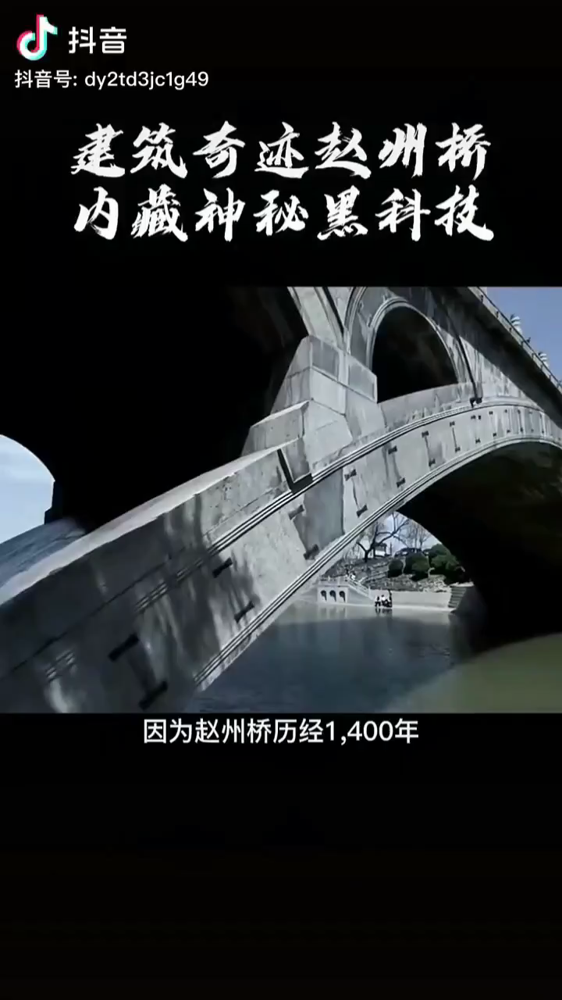 抖音
抖音号: dy2td3jc1g49
建筑奇迹赵州桥
内藏神秘黑科技
因为赵州桥历经1,400年